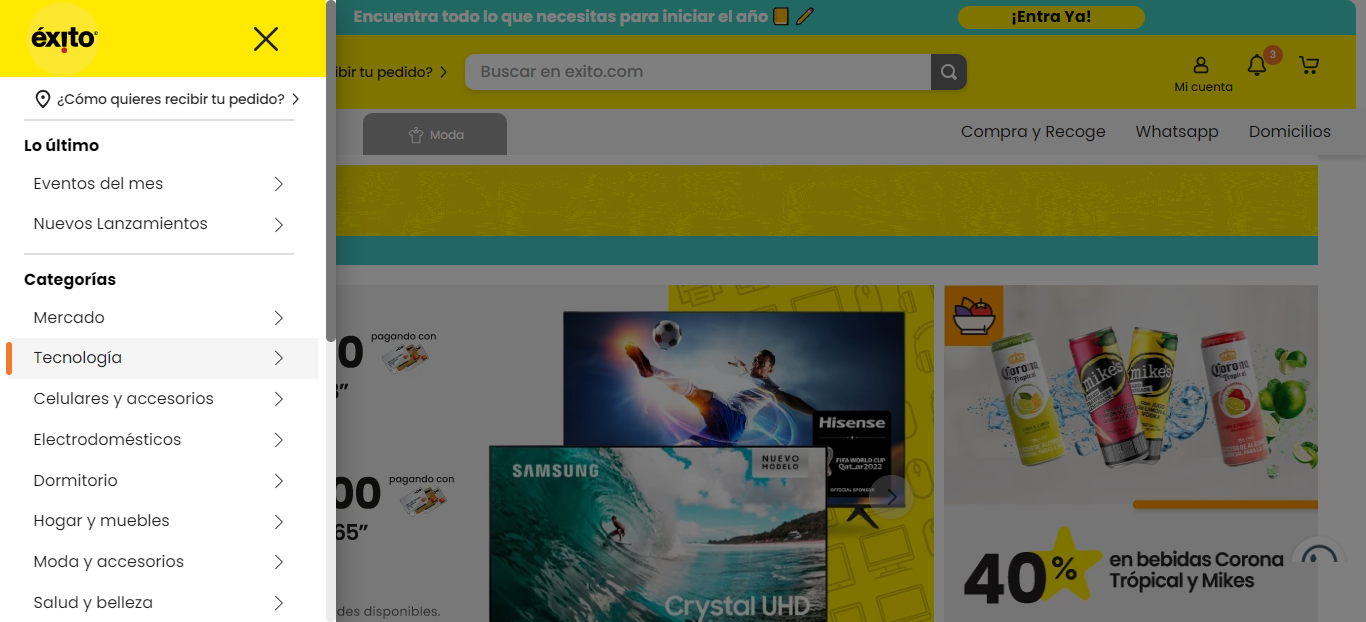 éxito
¿Cómo quieres recibir tu pedido?
Lo último
Eventos del mes
Nuevos Lanzamientos
Categorías
Mercado
Tecnología
Celulares y accesorios
Electrodomésticos
Dormitorio
Hogar y muebles
Moda y accesorios
Salud y belleza
Encuentra todo lo que necesitas para iniciar el año
¡Entra Ya!
ibir tu pedido?
Buscar en exito.com
Mi cuenta
3
Moda
Compra y Recoge
Whatsapp
Domicilios
0
pagando con
Hisense
FIFA WORLD CUP
Qatar2022
OFFICIAL SPONSOR
SAMSUNG
NUEVO
MODELO
00
pagando con
65”
Crystal UHD
des disponibles.
Corona
Tropical
mike's
mike's
Corona
Tropical
40%
en bebidas Corona
Trópical y Mikes